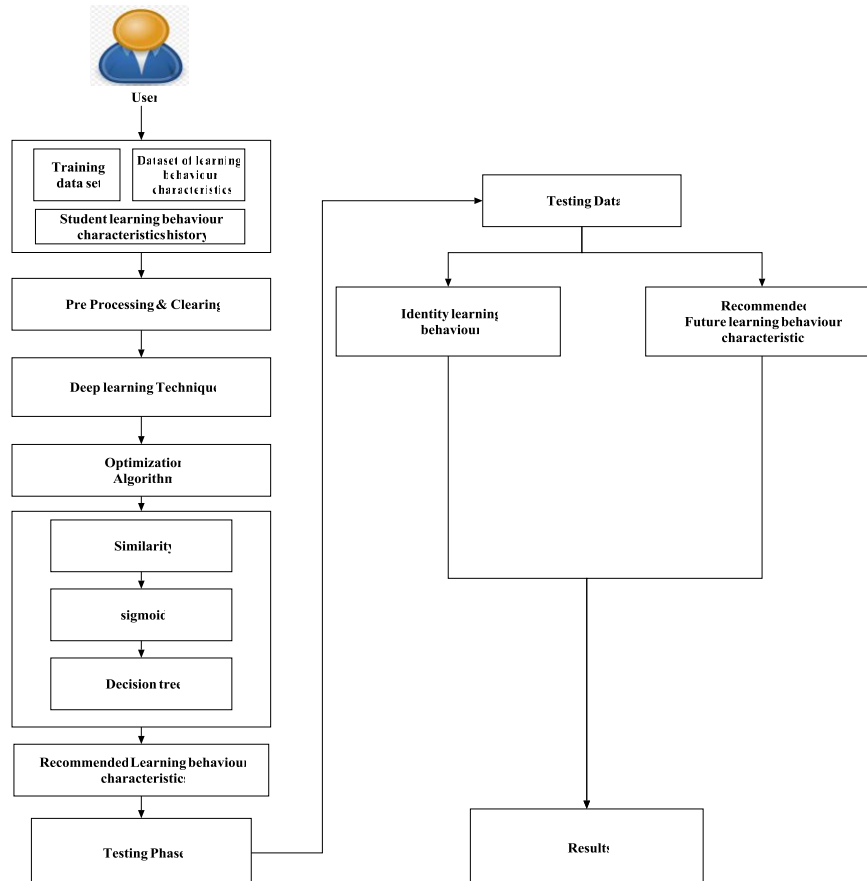 User
Training
data set
Dataset of learning
behaviour
characteristics
Student learning behaviour
characteristics history
Pre Processing & Clearing
Deep learning Technique
Optimization
Algorithm
Similarity
sigmoid
Decision tree
Recommended Learning behaviour
characteristics
Testing Phase
Testing Data
Identity learning
behaviour
Recommended
Future learning behaviour
characteristic
Results